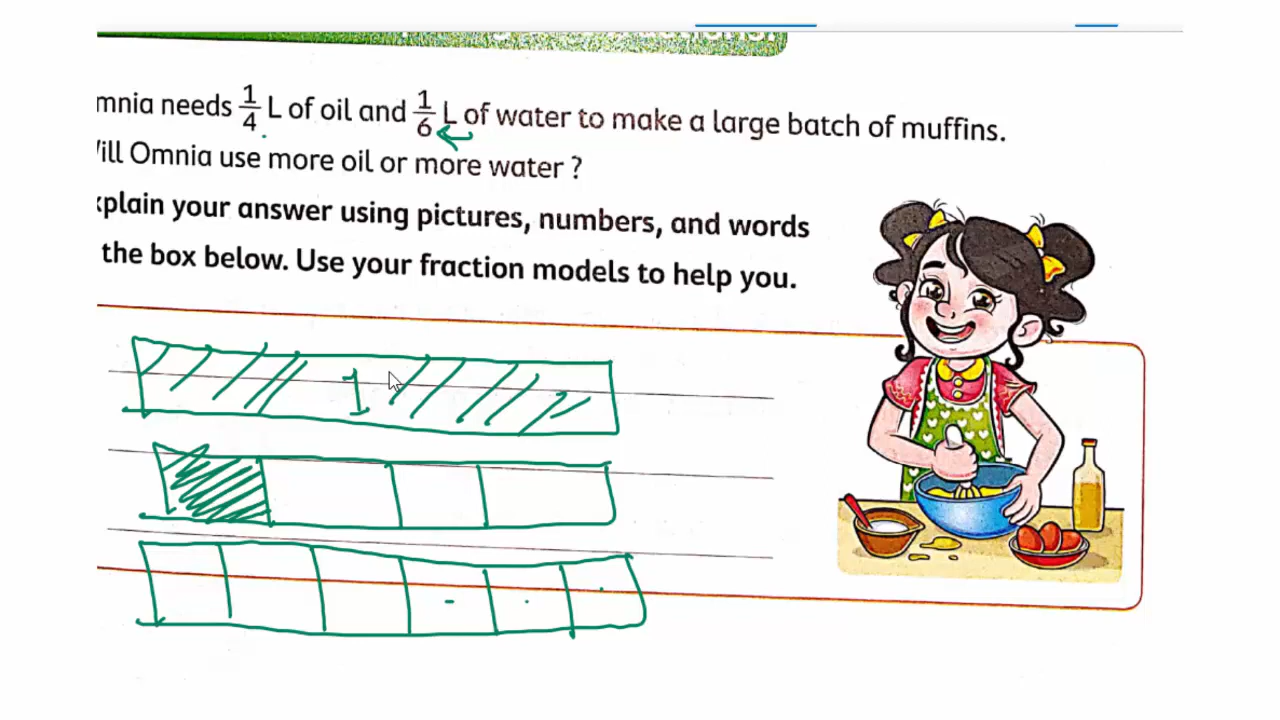 mnia needs 1/4 L of oil and 1/6 L of water to make a large batch of muffins.
ill Omnia use more oil or more water ?
xplain your answer using pictures, numbers, and words
the box below. Use your fraction models to help you.
1